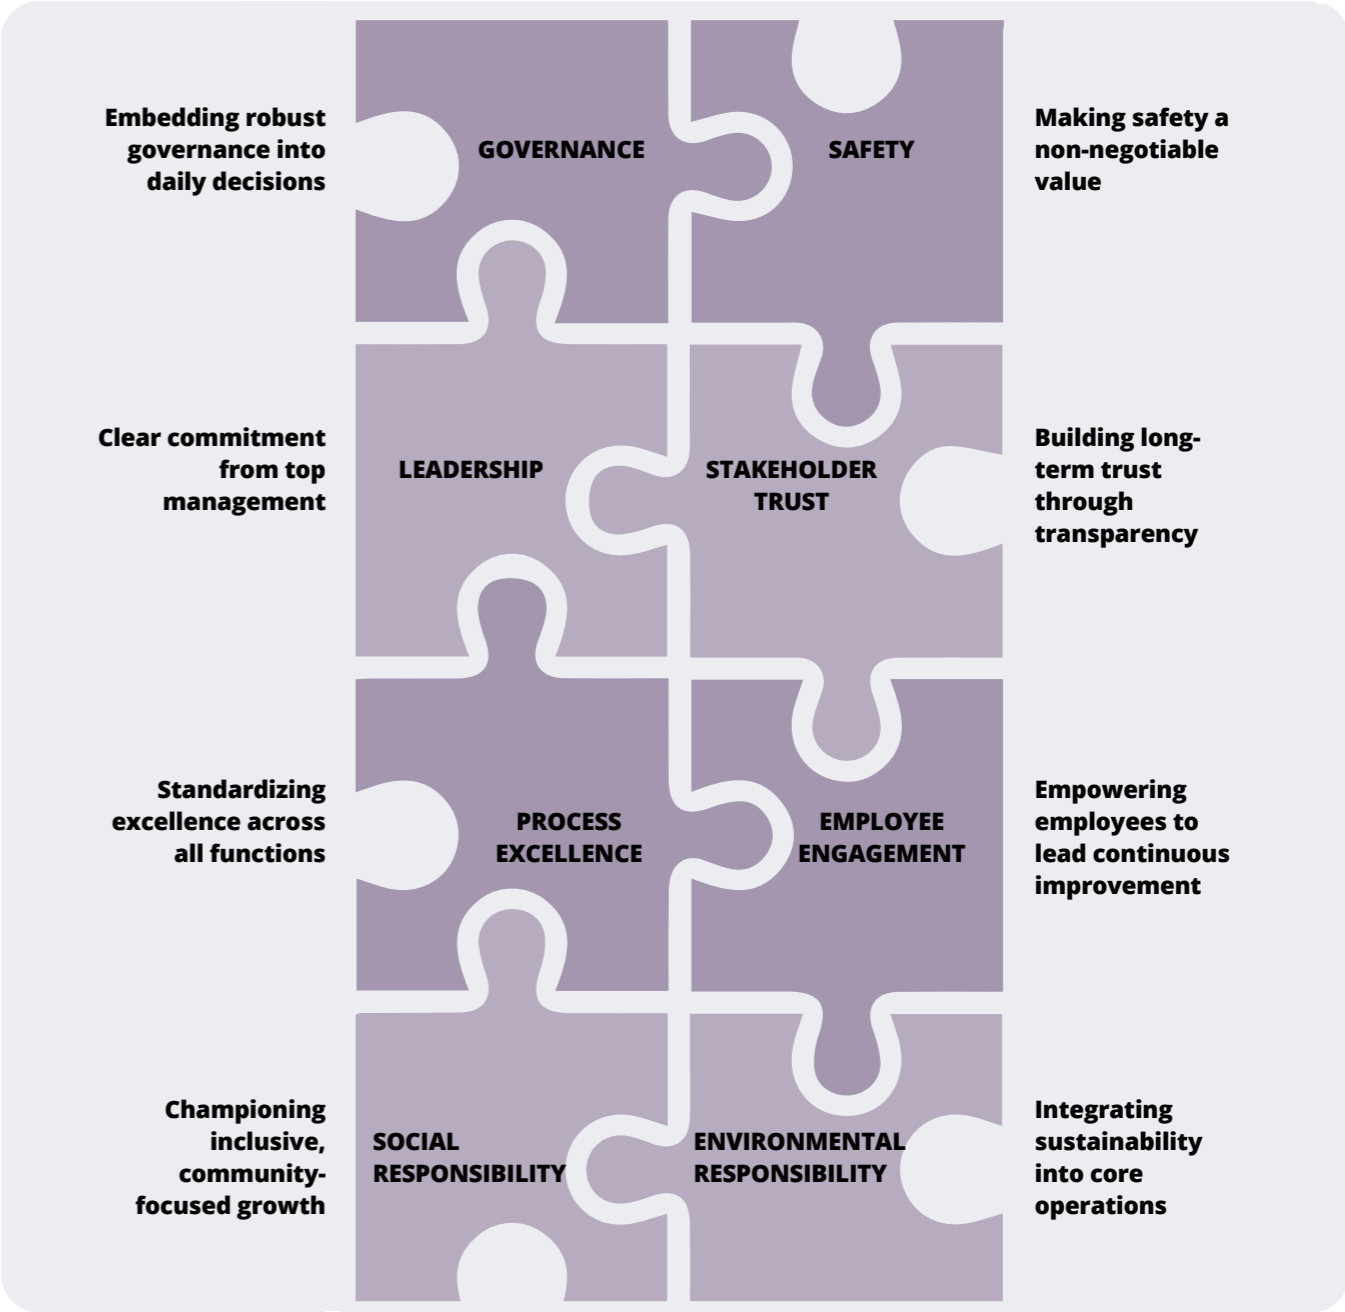 Embedding robust
governance into
daily decisions
GOVERNANCE
SAFETY
Making safety a
non-negotiable
value
Clear commitment
from top
management
LEADERSHIP
STAKEHOLDER
TRUST
Building long-
term trust
through
transparency
Standardizing
excellence across
all functions
PROCESS
EXCELLENCE
EMPLOYEE
ENGAGEMENT
Empowering
employees to
lead continuous
improvement
Championing
inclusive,
community-
focused growth
SOCIAL
RESPONSIBILITY
ENVIRONMENTAL
RESPONSIBILITY
Integrating
sustainability
into core
operations